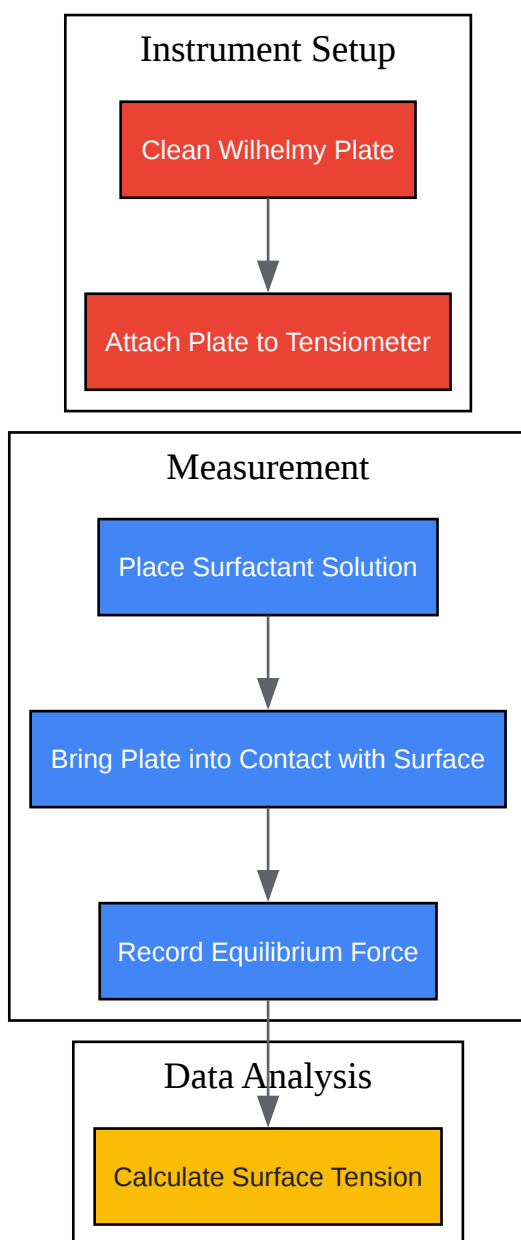 Instrument Setup
Clean Wilhelmy Plate
Attach Plate to Tensiometer
Measurement
Place Surfactant Solution
Bring Plate into Contact with Surface
Record Equilibrium Force
Data Analysis
Calculate Surface Tension